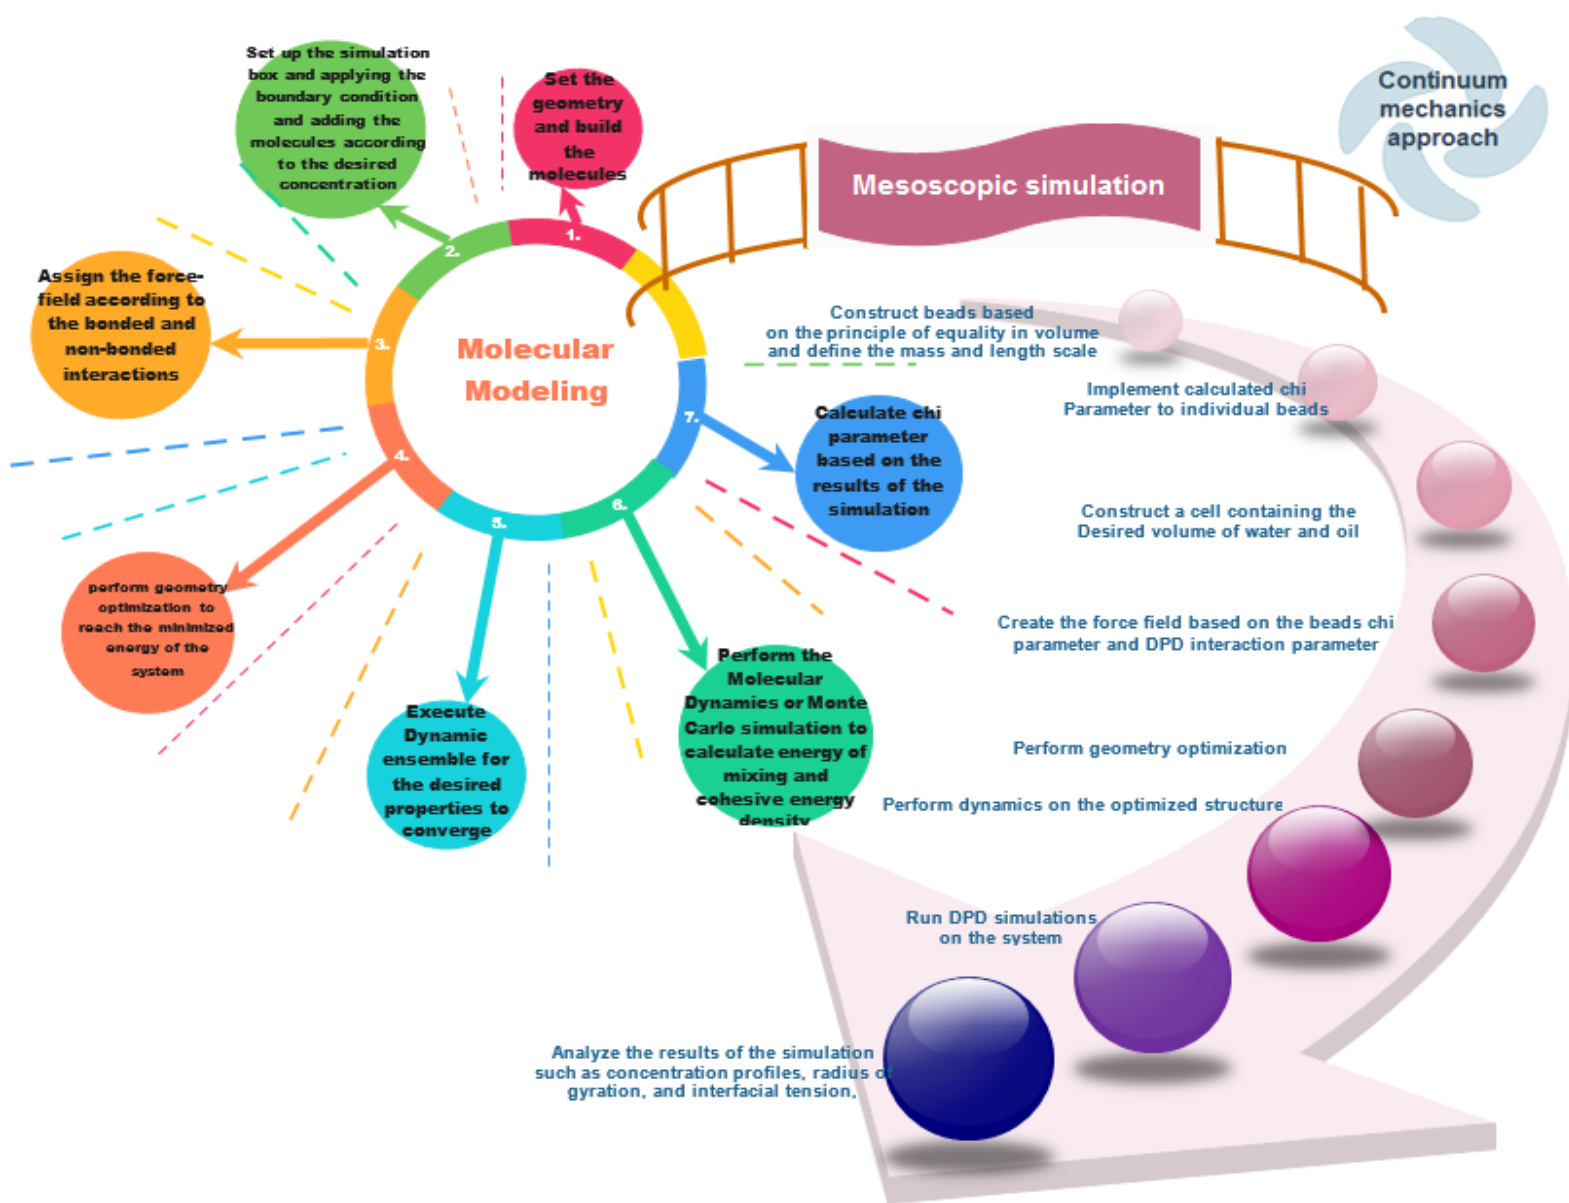 Set up the simulation
box and applying the
boundary condition
and adding the
molecules according
to the desired
concentration
Set the
geometry
and build
the
molecules
Continuum
mechanics
approach
Mesoscopic simulation
1.
2.
3.
4.
5.
6.
7.
Molecular
Modeling
Assign the force-
field according to
the bonded and
non-bonded
interactions
perform geometry
optimization to
reach the minimized
energy of the
system
Execute
Dynamic
ensemble for
the desired
properties to
converge
Perform the
Molecular
Dynamics or Monte
Carlo simulation to
calculate energy of
mixing and
cohesive energy
density
Calculate chi
parameter
based on the
results of the
simulation
Construct beads based
on the principle of equality in volume
and define the mass and length scale
Implement calculated chi
Parameter to individual beads
Construct a cell containing the
Desired volume of water and oil
Create the force field based on the beads chi
parameter and DPD interaction parameter
Perform geometry optimization
Perform dynamics on the optimized structure
Run DPD simulations
on the system
Analyze the results of the simulation
such as concentration profiles, radius of
gyration, and interfacial tension,